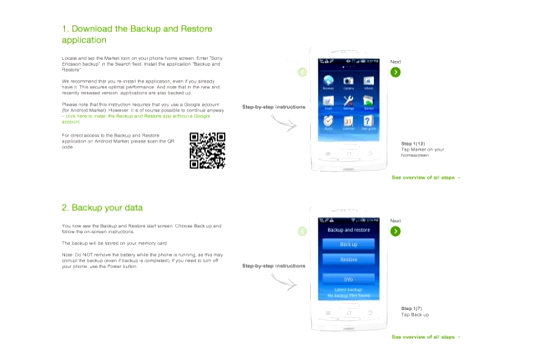 1. Download the Backup and Restore
application
Locate and tap the Market icon on your phone home screen. Enter "Sony
Ericsson backup" in the Search field. Install the application "Backup and
Restore"
We recommend that you re-install the application, even if you already
have it. This secures optimal performance. And note that in the new and
recently released version, applications are also backed up.
Please note that this instruction requires that you use a Google account
(for Android Market). However, it is of course possible to continue anyway
- click here to install the Backup and Restore app without a Google
account.
For direct access to the Backup and Restore
application on Android Market, please scan the QR
code
Step-by-step instructions
Next
Step 1(12)
Tap Market on your
homescreen
See overview of all steps
2. Backup your data
You now see the Backup and Restore start screen. Choose Back up and
follow the on-screen instructions.
The backup will be stored on your memory card.
Note: Do NOT remove the battery while the phone is running, as this may
corrupt the backup (even if backup is completed). If you need to turn off
your phone, use the Power button.
Step-by-step instructions
Backup and restore
Back up
Restore
Info
Latest backup:
No backup files found
Next
Step 1(7)
Tap Back up
See overview of all steps